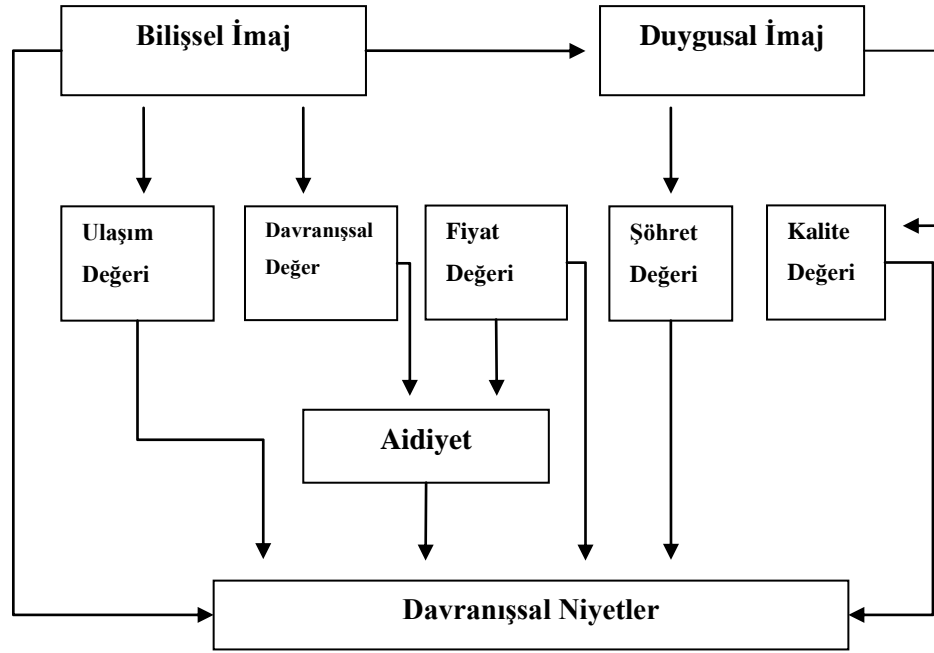 Bilişsel İmaj
Duygusal İmaj
Ulaşım
Değeri
Davranışsal
Değer
Fiyat
Değeri
Şöhret
Değeri
Kalite
Değeri
Aidiyet
Davranışsal Niyetler